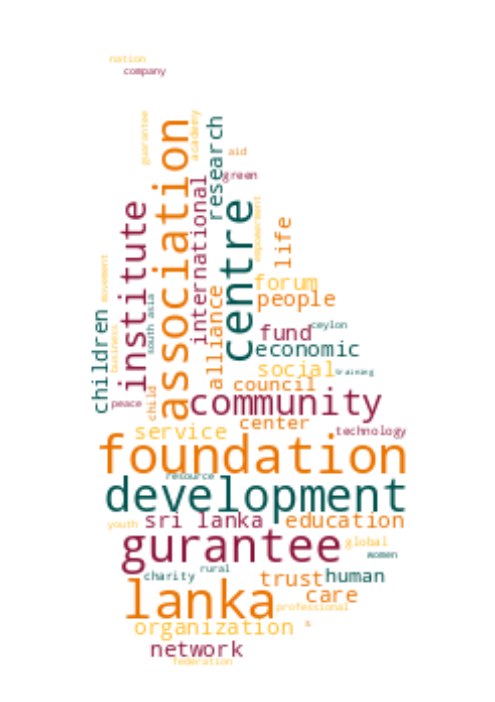 nation
company
guarantee
association
academy
research
aid
green
international
institute
centre
empowerment
life
movement
south asia
forum
people
alliance
children
business
fund
ceylon
economic
social
training
child
council
peace
community
center
service
technology
foundation
resource
development
youth
sri lanka
education
gurantee
global
women
rural
charity
trust
human
lanka
care
professional
organization
s
network
federation